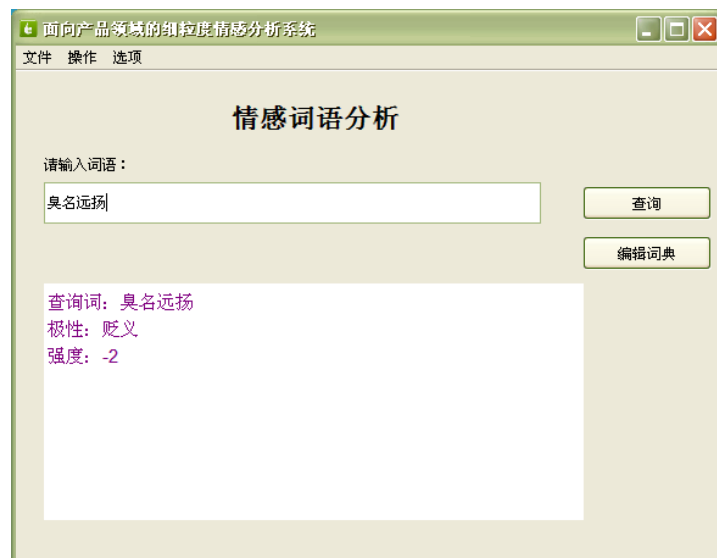 面向产品领域的细粒度情感分析系统
文件 操作 选项
情感词语分析
请输入词语：
臭名远扬
查询
编辑词典
查询词：臭名远扬
极性：贬义
强度：-2